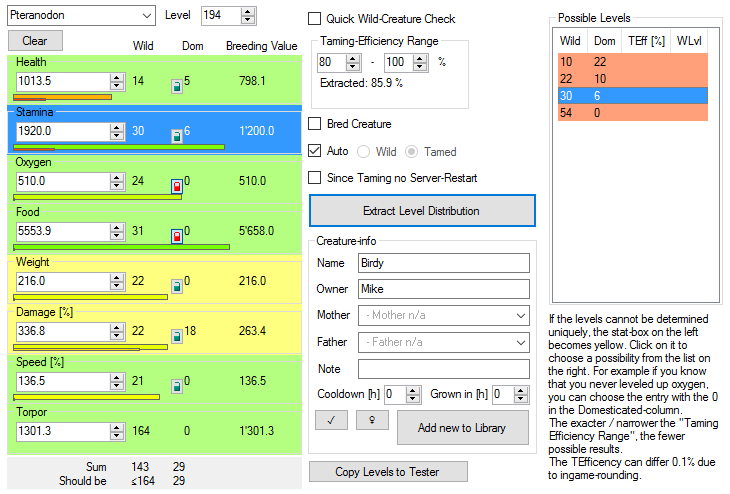 Pteranodon Level 194
Clear Wild Dom Breeding Value
Health
1013.5 14 5 798.1
Stamina
1920.0 30 6 1'200.0
Oxygen
510.0 24 0 510.0
Food
5553.9 31 0 5'658.0
Weight
216.0 22 0 216.0
Damage [%]
336.8 22 18 263.4
Speed [%]
136.5 21 0 136.5
Torpor
1301.3 164 0 1'301.3
Sum 143 29
Should be ≤164 29
Quick Wild-Creature Check
Taming-Efficiency Range
80 - 100 %
Extracted: 85.9 %
Bred Creature
Auto Wild Tamed
Since Taming no Server-Restart
Extract Level Distribution
Creature-info
Name Birdy
Owner Mike
Mother - Mother n/a
Father - Father n/a
Note
Cooldown [h] 0 Grown in [h] 0
✓ ♀ Add new to Library
Copy Levels to Tester
Possible Levels
Wild Dom TEff [%] WLvl
10 22
22 10
30 6
54 0
If the levels cannot be determined
uniquely, the stat-box on the left
becomes yellow. Click on it to
choose a possibility from the list on
the right. For example if you know
that you never leveled up oxygen,
you can choose the entry with the 0
in the Domesticated-column.
The exacter / narrower the "Taming
Efficiency Range", the fewer
possible results.
The TEfficency can differ 0.1% due
to ingame-rounding.